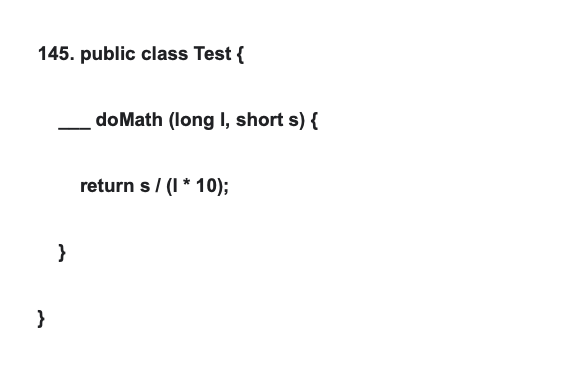 145. public class Test {
___ doMath (long l, short s) {
return s / (l * 10);
}
}